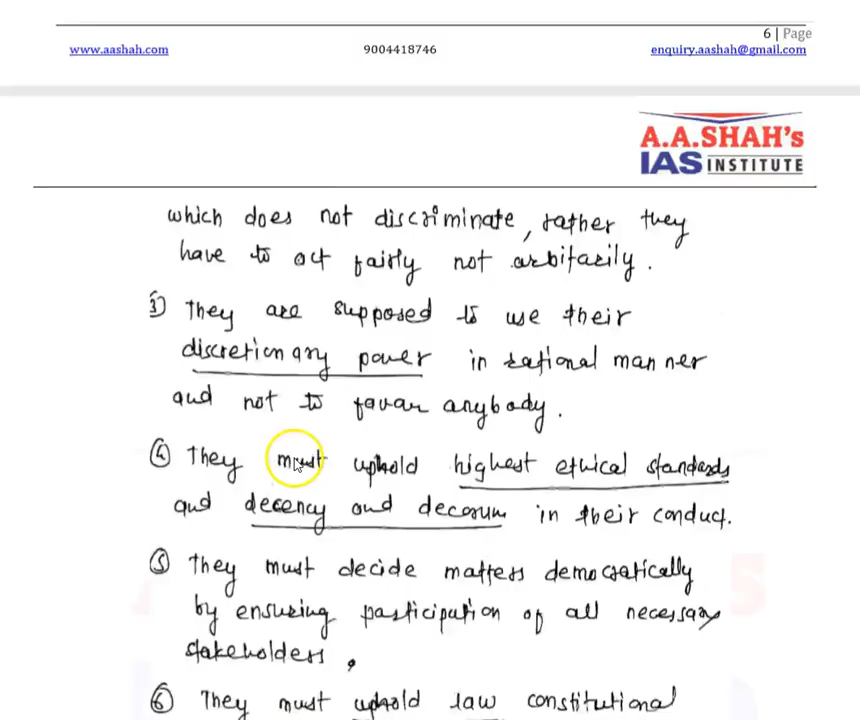 6 | Page
www.aashah.com 9004418746 enquiry.aashah@gmail.com
A.A.SHAH's
IAS INSTITUTE
which does not discriminate, rather they
have to act fairly not arbitarily.
3) They are supposed to use their
discretionary power in rational manner
and not to favour anybody.
4) They must uphold highest ethical standards
and decency and decorum in their conduct.
5) They must decide matters democratically
by ensuring participation of all necessary
stakeholders.
6) They must uphold law constitutional